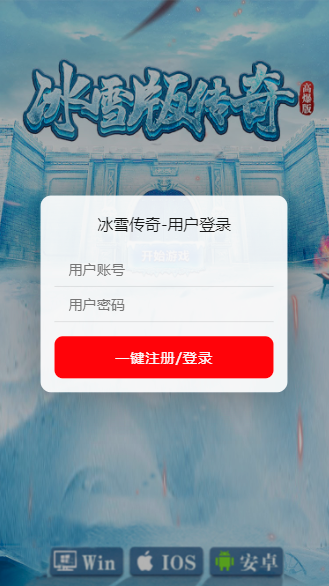 冰雪版传奇
高爆版
冰雪传奇-用户登录
开始游戏
用户账号
用户密码
一键注册/登录
Win
IOS
安卓